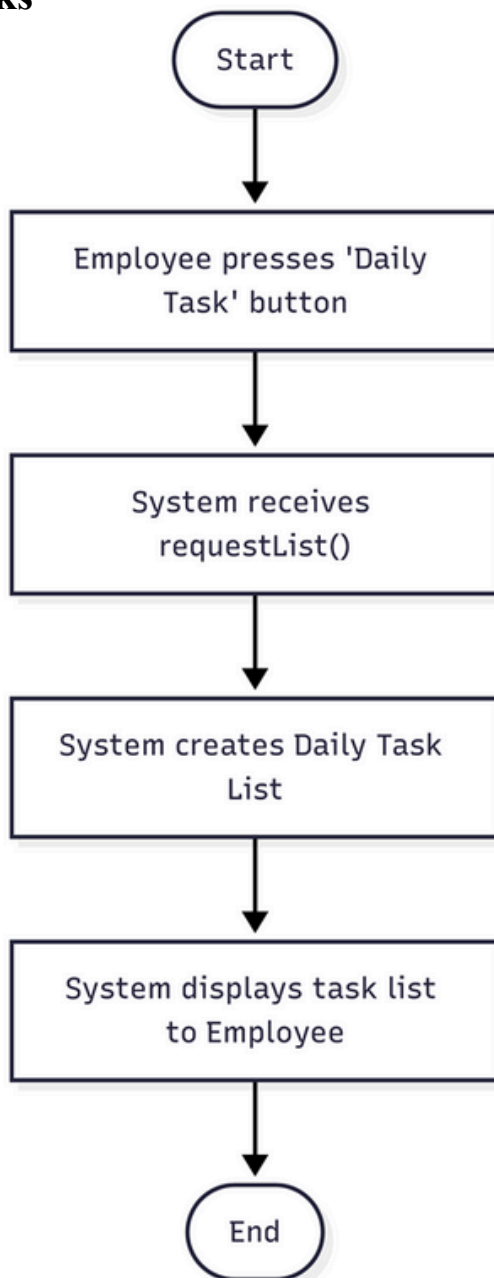 ks
Start
Employee presses 'Daily
Task' button
System receives
requestList()
System creates Daily Task
List
System displays task list
to Employee
End